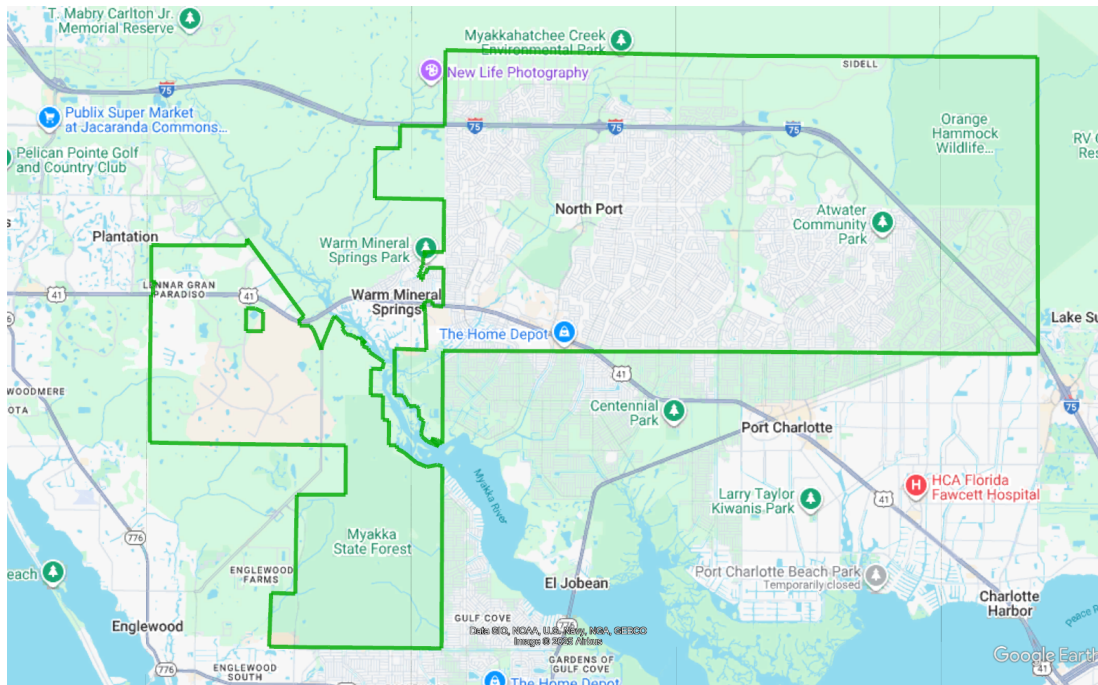 T. Mabry Carlton Jr.
Memorial Reserve
Myakkahatchee Creek
Environmental Park
SIDELL
New Life Photography
75
Publix Super Market
at Jacaranda Commons...
75
75
75
Orange
Hammock
Wildlife...
Pelican Pointe Golf
and Country Club
North Port
Atwater
Community
Park
Plantation
Warm Mineral
Springs Park
LENNAR GRAN
PARADISO
41
41
Warm Mineral
Springs
The Home Depot
Lake Su
41
75
WOODMERE
OTA
Centennial
Park
Port Charlotte
HCA Florida
Fawcett Hospital
41
Larry Taylor
Kiwanis Park
Myakka River
Myakka
State Forest
776
each
ENGLEWOOD
FARMS
El Jobean
Port Charlotte Beach Park
Temporarily closed
Charlotte
Harbor
Peace
Englewood
GULF COVE
776
Data SIO, NOAA, U.S. Navy, NGA, GEBCO
Image © 2025 Airbus
Google Earth
776
ENGLEWOOD
SOUTH
GARDENS OF
GULF COVE
41
The Home Depot